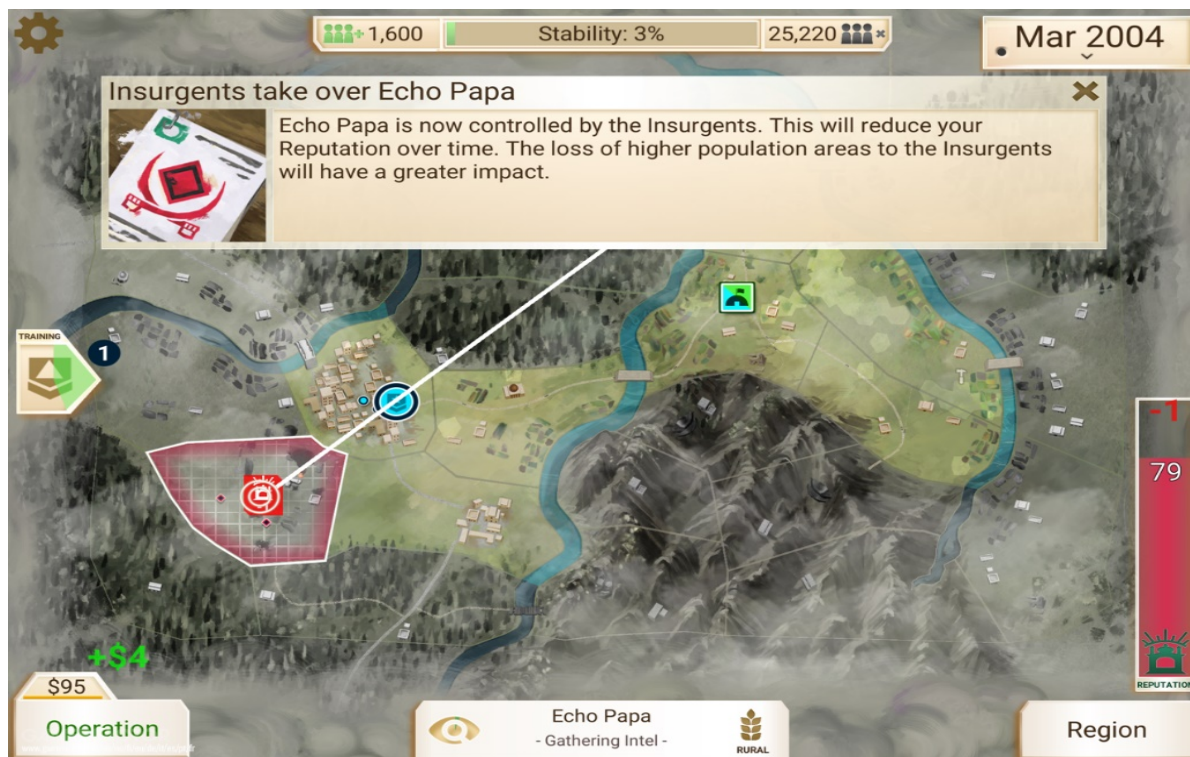 + 1,600
Stability: 3%
25,220
Mar 2004
Insurgents take over Echo Papa
Echo Papa is now controlled by the Insurgents. This will reduce your
Reputation over time. The loss of higher population areas to the Insurgents
will have a greater impact.
TRAINING
1
-1
79
REPUTATION
+$4
$95
Operation
Echo Papa
- Gathering Intel -
RURAL
Region